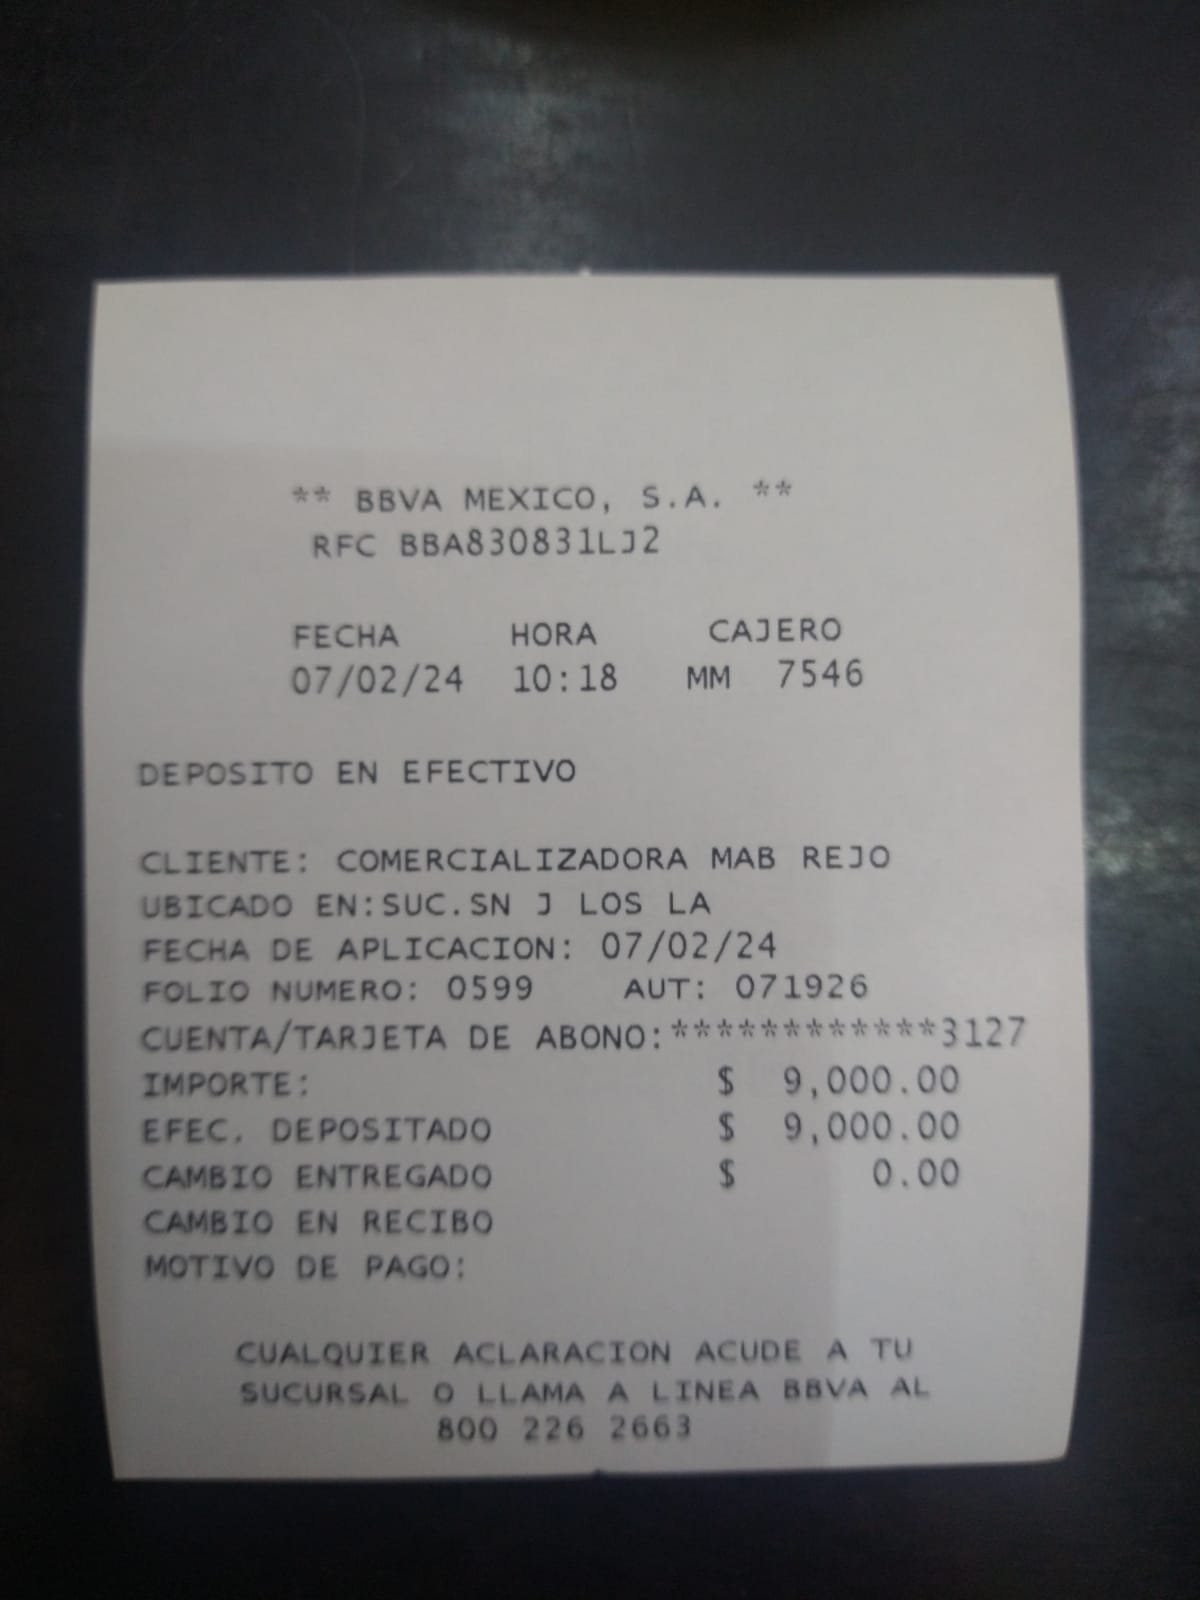 ** BBVA MEXICO, S.A. **
RFC BBA830831LJ2
FECHA HORA CAJERO
07/02/24 10:18 MM 7546
DEPOSITO EN EFECTIVO
CLIENTE: COMERCIALIZADORA MAB REJO
UBICADO EN:SUC.SN J LOS LA
FECHA DE APLICACION: 07/02/24
FOLIO NUMERO: 0599 AUT: 071926
CUENTA/TARJETA DE ABONO:************3127
IMPORTE: $ 9,000.00
EFEC. DEPOSITADO $ 9,000.00
CAMBIO ENTREGADO $ 0.00
CAMBIO EN RECIBO
MOTIVO DE PAGO:
CUALQUIER ACLARACION ACUDE A TU
SUCURSAL O LLAMA A LINEA BBVA AL
800 226 2663